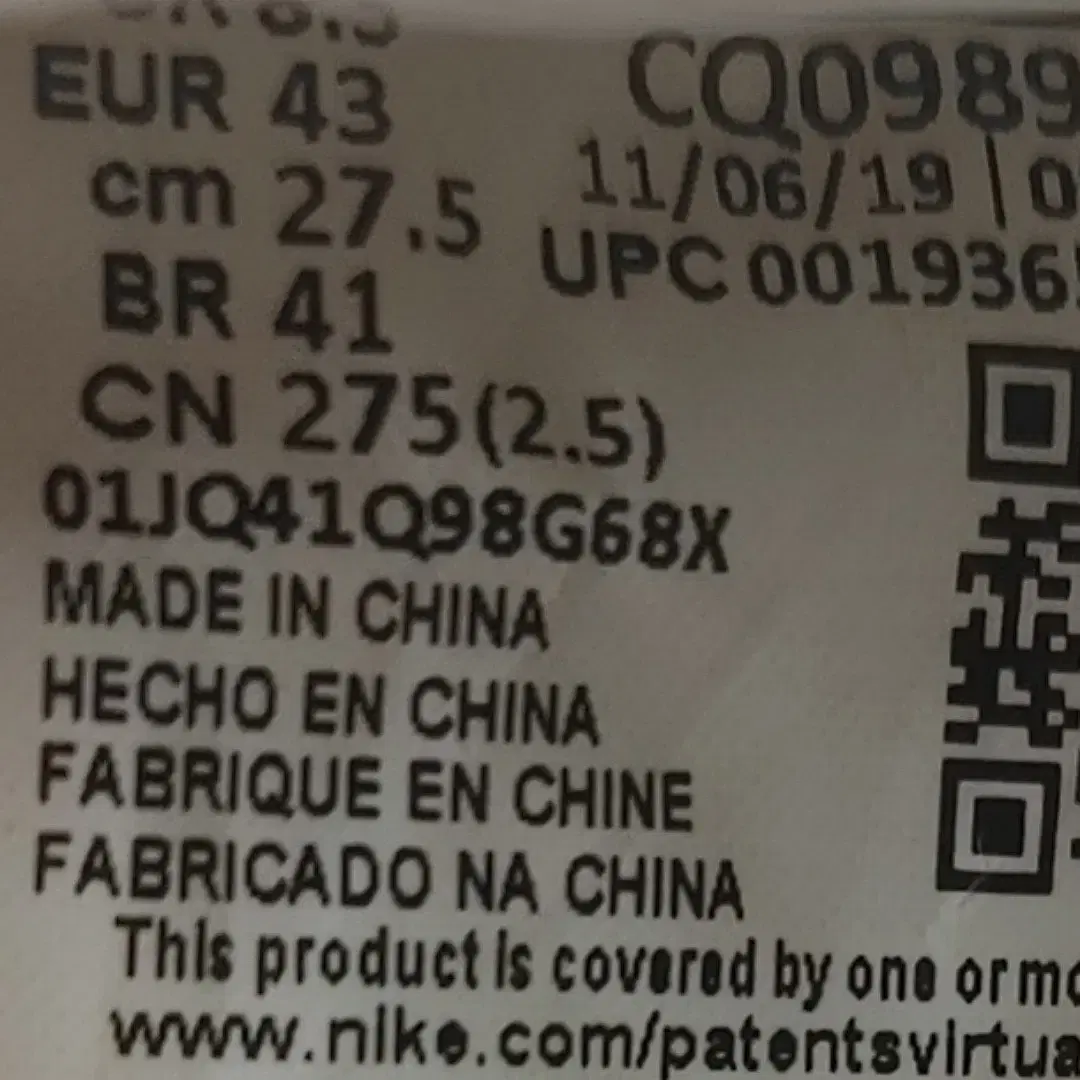 EUR 43
CQ0989
cm 27.5
11/06/19 | 0
BR 41
UPC 0019365
CN 275(2.5)
01JQ41Q98G68X
MADE IN CHINA
HECHO EN CHINA
FABRIQUE EN CHINE
FABRICADO NA CHINA
This product is covered by one or mo
www.nike.com/patentsvirtua